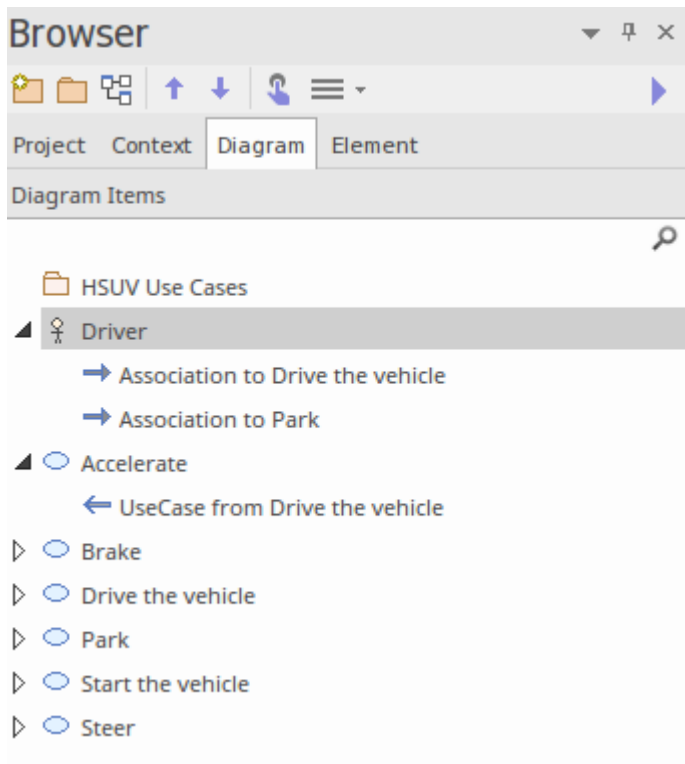 Browser
Project Context Diagram Element
Diagram Items
HSUV Use Cases
Driver
Association to Drive the vehicle
Association to Park
Accelerate
UseCase from Drive the vehicle
Brake
Drive the vehicle
Park
Start the vehicle
Steer